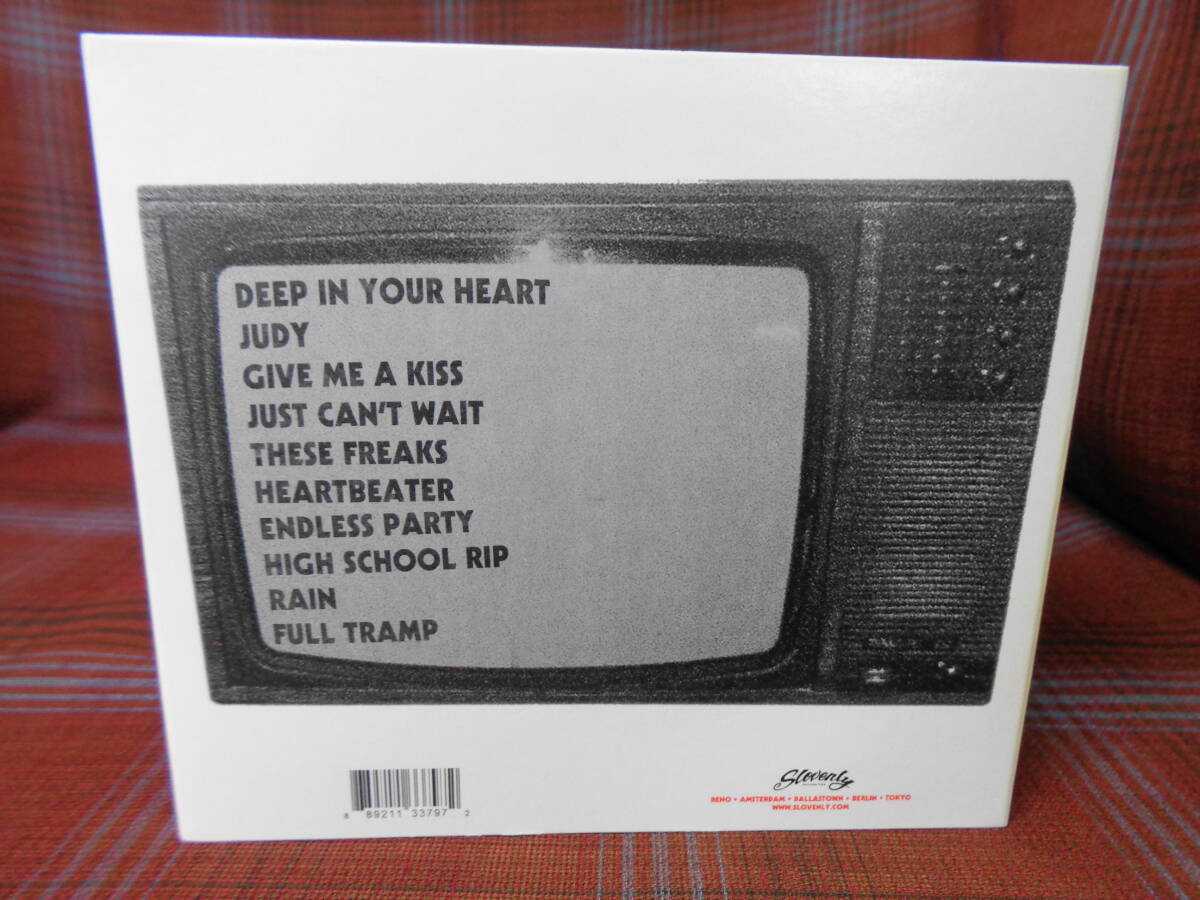 DEEP IN YOUR HEART
JUDY
GIVE ME A KISS
JUST CAN'T WAIT
THESE FREAKS
HEARTBEATER
ENDLESS PARTY
HIGH SCHOOL RIP
RAIN
FULL TRAMP
8 89211 33797 2
Slovenly
RENO • AMSTERDAM • DALLASTOWN • BERLIN • TOKYO
WWW.SLOVENLY.COM